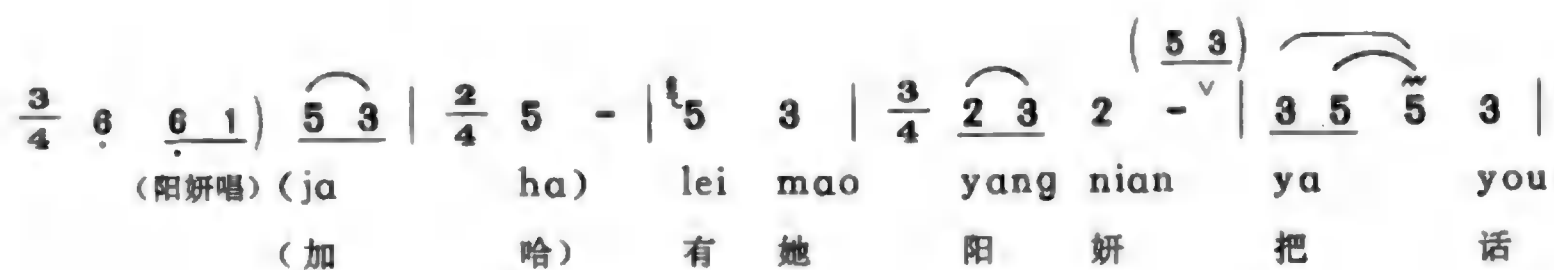 ( 5 3 )
3/4 6 6 1 ) 5 3 | 2/4 5 - | 5 3 | 3/4 2 3 2 - ∨ | 3 5 5 3 |
(阳妍唱) (ja ha) lei mao yang nian ya you
(加 哈) 有 她 阳 妍 把 话